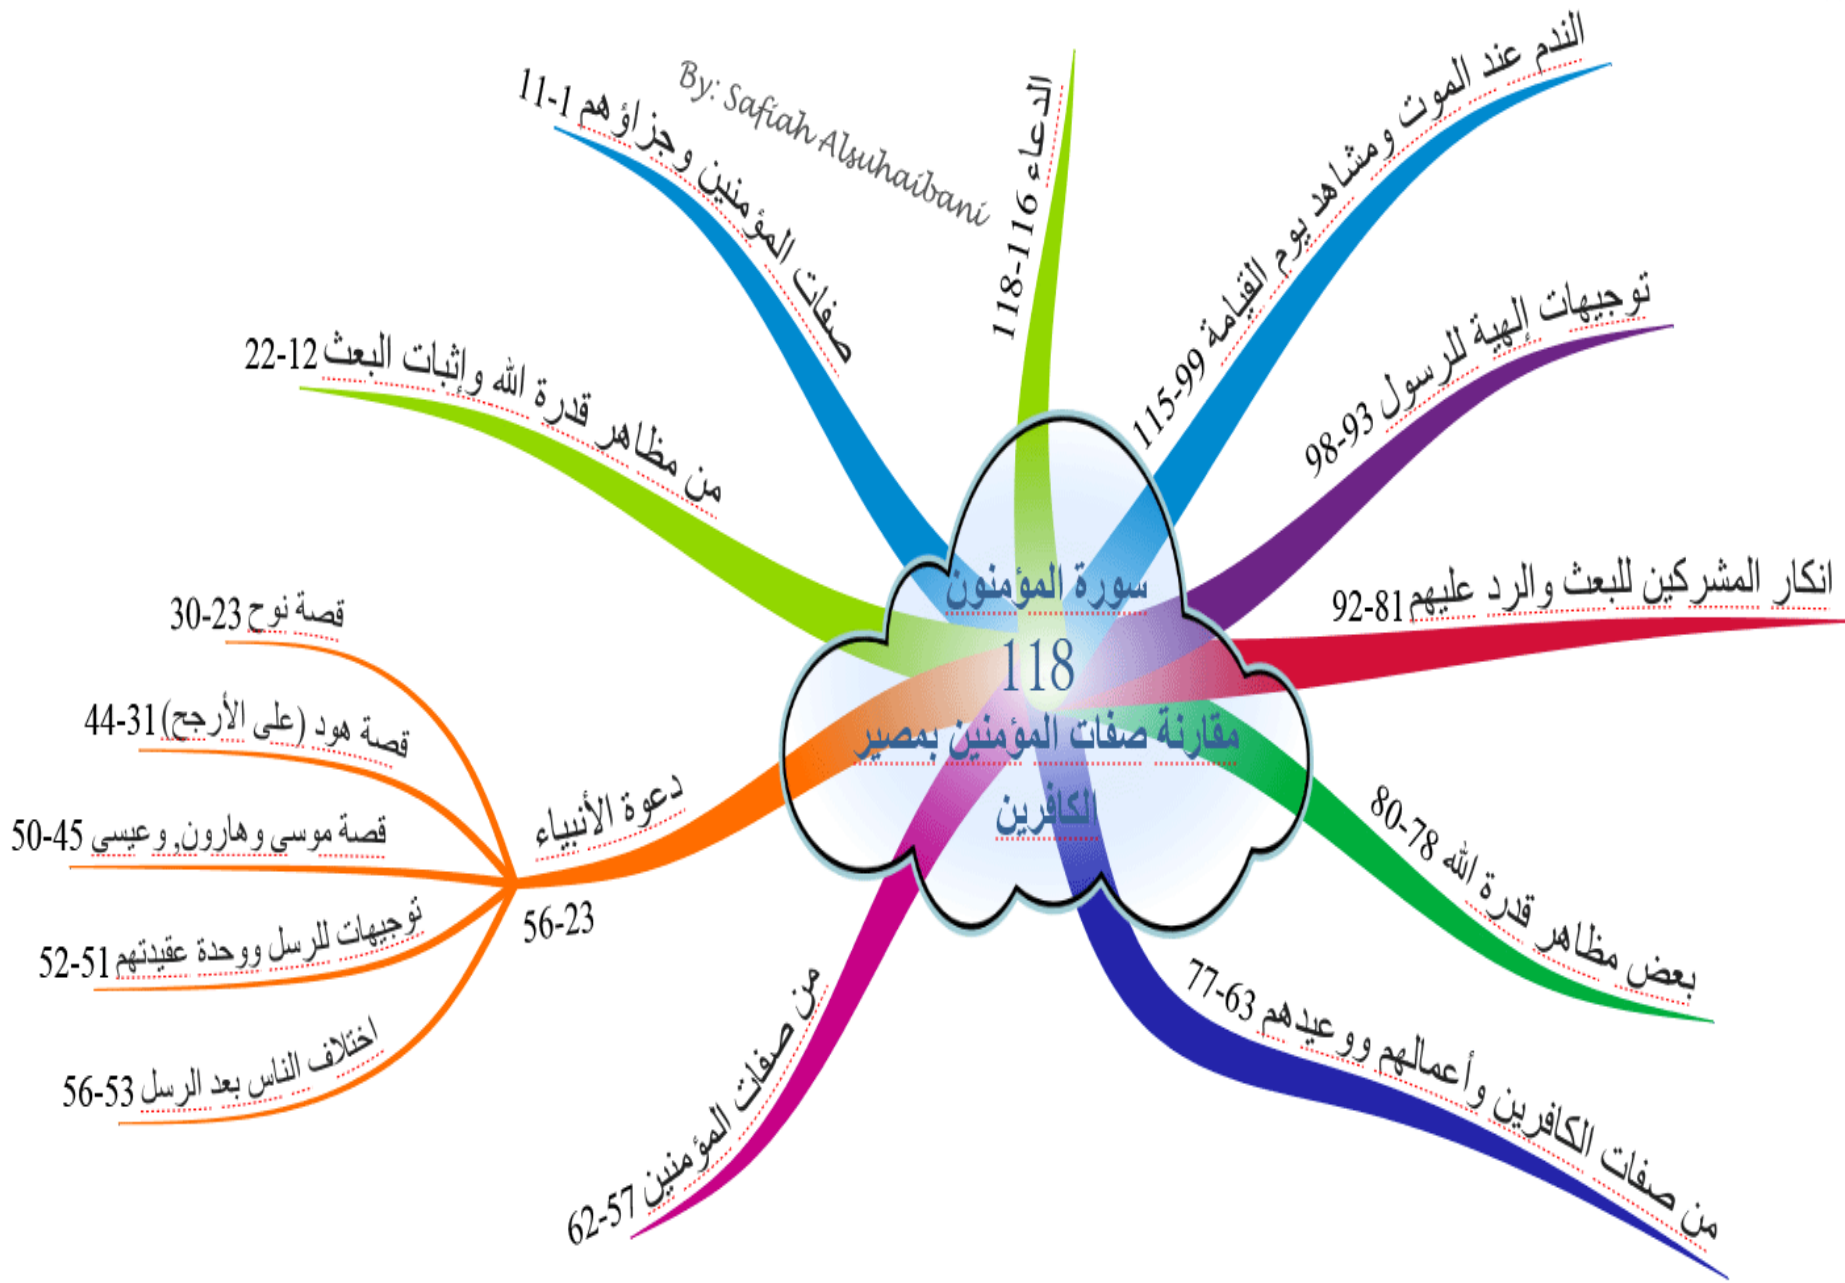 By: Safiah Alsuhaibani
سورة المؤمنون
118
مقارنة صفات المؤمنين بمصير
الكافرين
صفات المؤمنين وجزاؤهم 1-11
من مظاهر قدرة الله وإثبات البعث 12-22
دعوة الأنبياء
23-56
قصة نوح 23-30
قصة هود (على الأرجح) 31-44
قصة موسى وهارون, وعيسى 45-50
توجيهات للرسل ووحدة عقيدتهم 51-52
اختلاف الناس بعد الرسل 53-56
من صفات المؤمنين 57-62
من صفات الكافرين وأعمالهم ووعيدهم 63-77
بعض مظاهر قدرة الله 78-80
انكار المشركين للبعث والرد عليهم 81-92
توجيهات إلهية للرسول 93-98
الندم عند الموت ومشاهد يوم القيامة 99-115
الدعاء 116-118